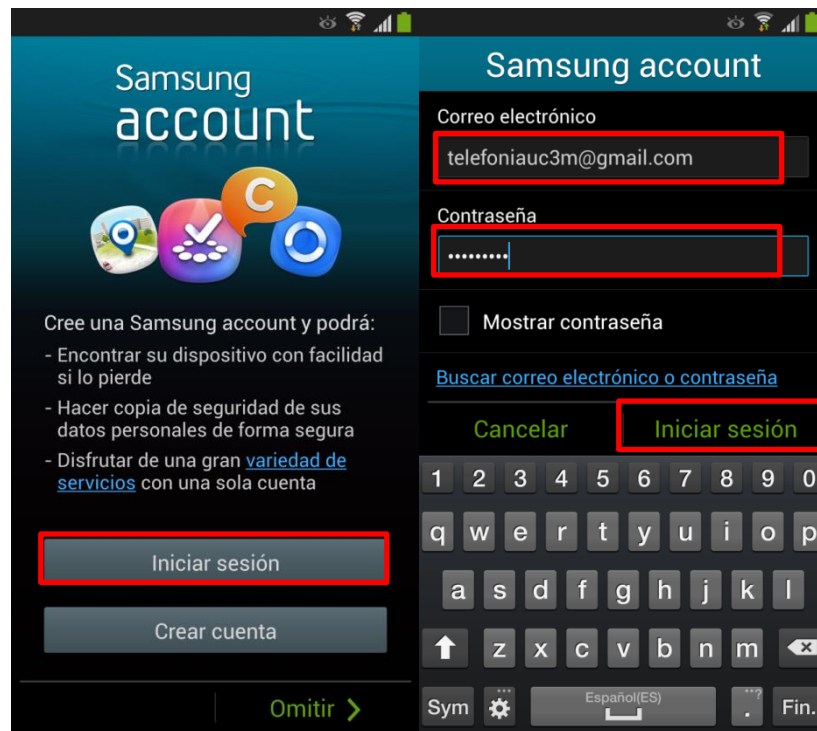 Samsung
account
C
Cree una Samsung account y podrá:
- Encontrar su dispositivo con facilidad
si lo pierde
- Hacer copia de seguridad de sus
datos personales de forma segura
- Disfrutar de una gran variedad de
servicios con una sola cuenta
Iniciar sesión
Crear cuenta
Omitir
Samsung account
Correo electrónico
telefoniauc3m@gmail.com
Contraseña
•••••••••
Mostrar contraseña
Buscar correo electrónico o contraseña
Cancelar Iniciar sesión
1 2 3 4 5 6 7 8 9 0
q w e r t y u i o p
a s d f g h j k l
z x c v b n m
Sym Español(ES) ...? . Fin.